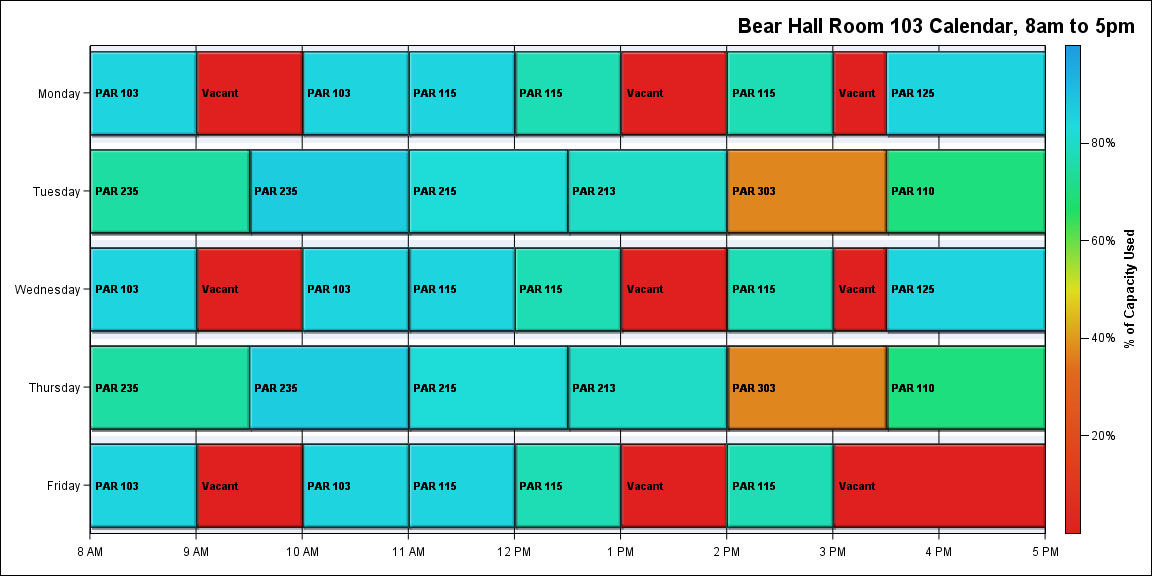 Bear Hall Room 103 Calendar, 8am to 5pm
Monday
PAR 103
Vacant
PAR 103
PAR 115
PAR 115
Vacant
PAR 115
Vacant
PAR 125
Tuesday
PAR 235
PAR 235
PAR 215
PAR 213
PAR 303
PAR 110
Wednesday
PAR 103
Vacant
PAR 103
PAR 115
PAR 115
Vacant
PAR 115
Vacant
PAR 125
Thursday
PAR 235
PAR 235
PAR 215
PAR 213
PAR 303
PAR 110
Friday
PAR 103
Vacant
PAR 103
PAR 115
PAR 115
Vacant
PAR 115
Vacant
8 AM
9 AM
10 AM
11 AM
12 PM
1 PM
2 PM
3 PM
4 PM
5 PM
80%
60%
40%
20%
% of Capacity Used